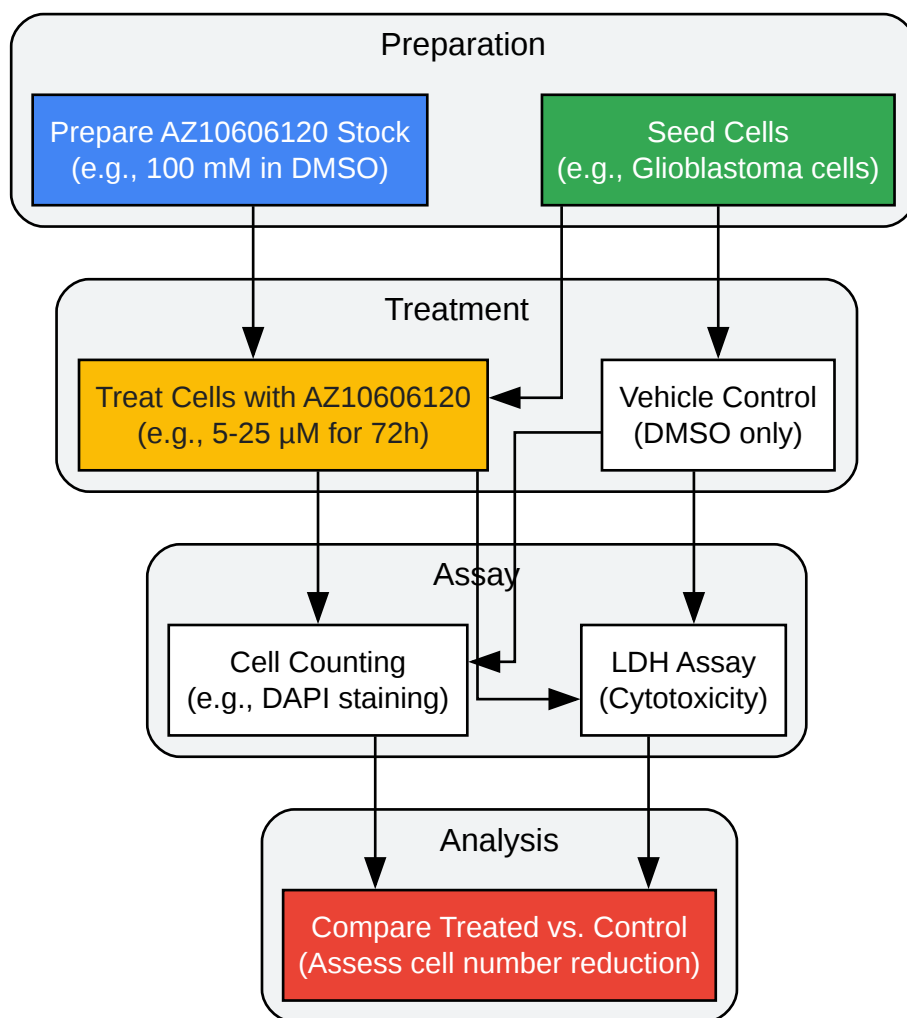 Preparation
Prepare AZ10606120 Stock
(e.g., 100 mM in DMSO)
Seed Cells
(e.g., Glioblastoma cells)
Treatment
Treat Cells with AZ10606120
(e.g., 5-25 µM for 72h)
Vehicle Control
(DMSO only)
Assay
Cell Counting
(e.g., DAPI staining)
LDH Assay
(Cytotoxicity)
Analysis
Compare Treated vs. Control
(Assess cell number reduction)